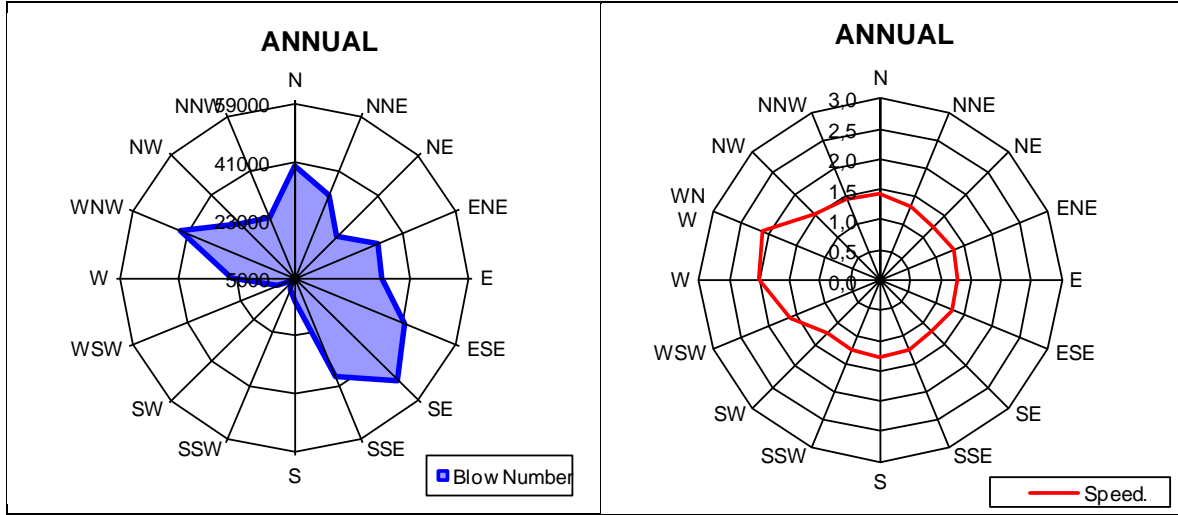 ANNUAL
N
NNE
NE
ENE
E
ESE
SE
SSE
S
SSW
SW
WSW
W
WNW
NW
NNW
59000
41000
23000
5000
Blow Number
ANNUAL
N
NNE
NE
ENE
E
ESE
SE
SSE
S
SSW
SW
WSW
W
WN
W
NW
NNW
3,0
2,5
2,0
1,5
1,0
0,5
0,0
Speed.